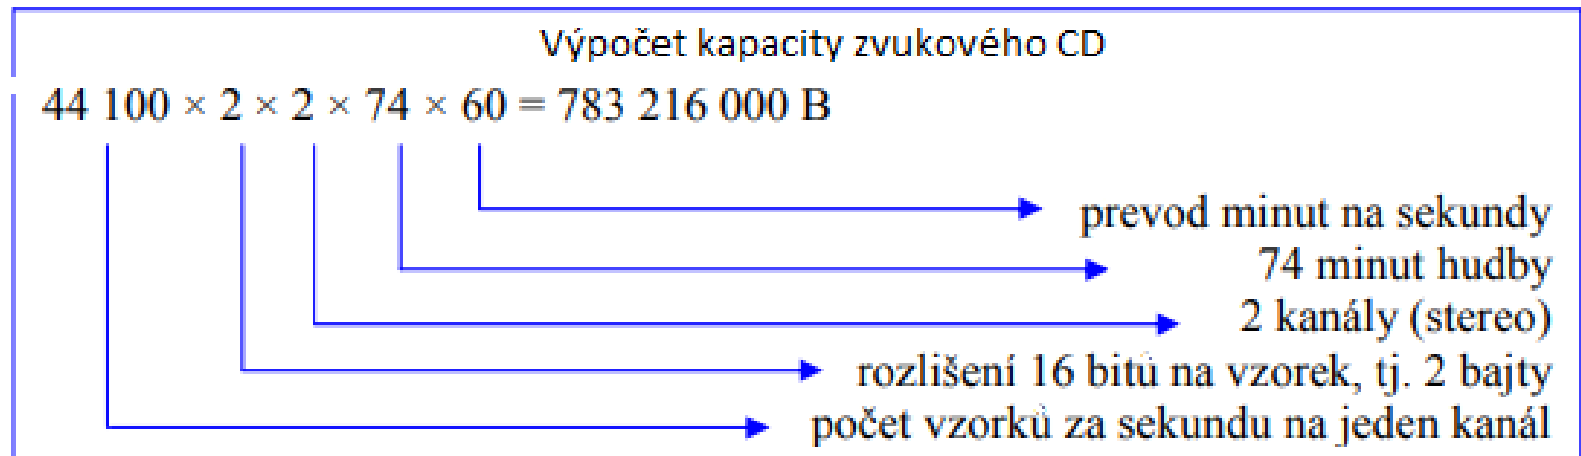 Výpočet kapacity zvukového CD
44 100 × 2 × 2 × 74 × 60 = 783 216 000 B
prevod minut na sekundy
74 minut hudby
2 kanály (stereo)
rozlišení 16 bitů na vzorek, tj. 2 bajty
počet vzorků za sekundu na jeden kanál